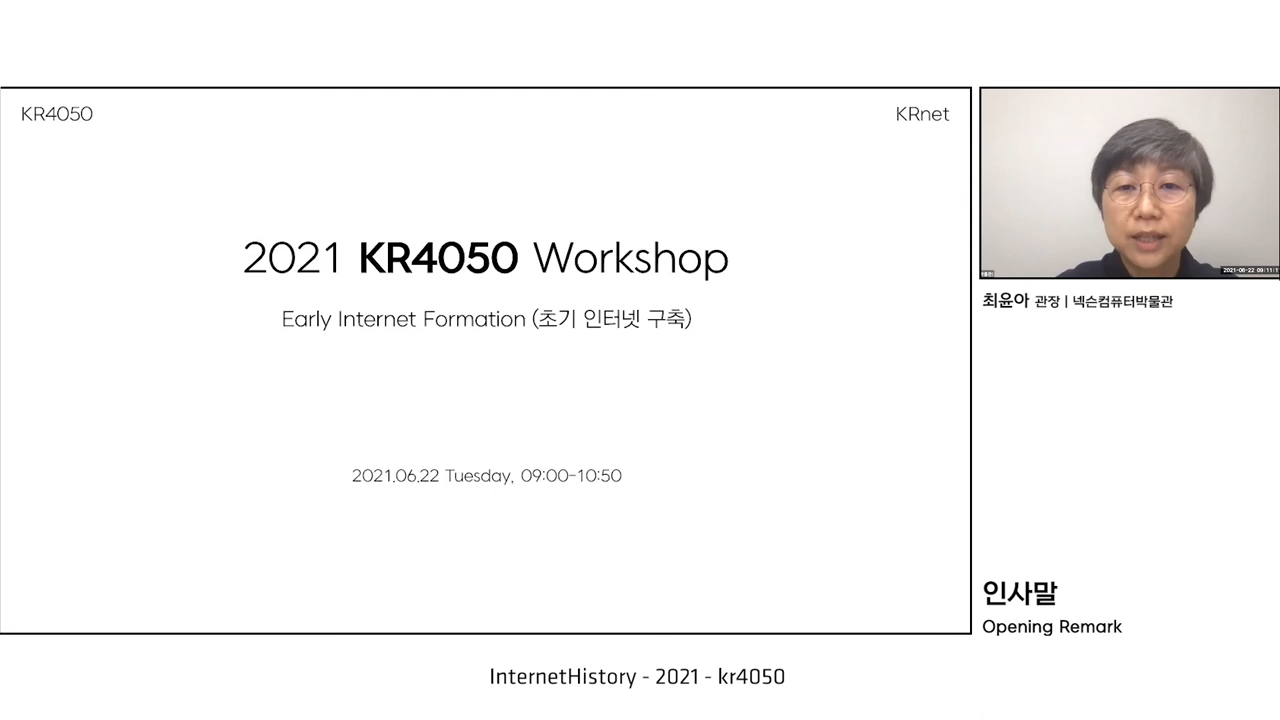 KR4050
KRnet
2021 KR4050 Workshop
Early Internet Formation (초기 인터넷 구축)
2021.06.22 Tuesday, 09:00-10:50
최윤아 관장 | 넥슨컴퓨터박물관
인사말
Opening Remark
InternetHistory - 2021 - kr4050